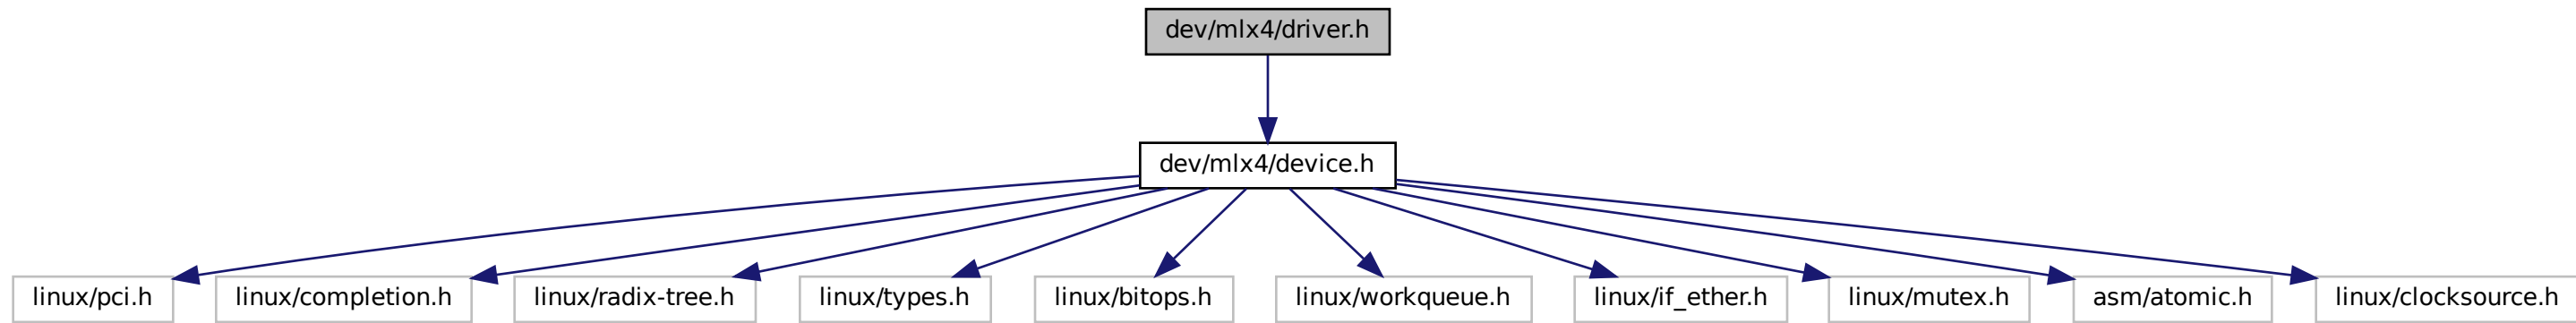 dev/mlx4/driver.h
dev/mlx4/device.h
linux/pci.h
linux/completion.h
linux/radix-tree.h
linux/types.h
linux/bitops.h
linux/workqueue.h
linux/if_ether.h
linux/mutex.h
asm/atomic.h
linux/clocksource.h